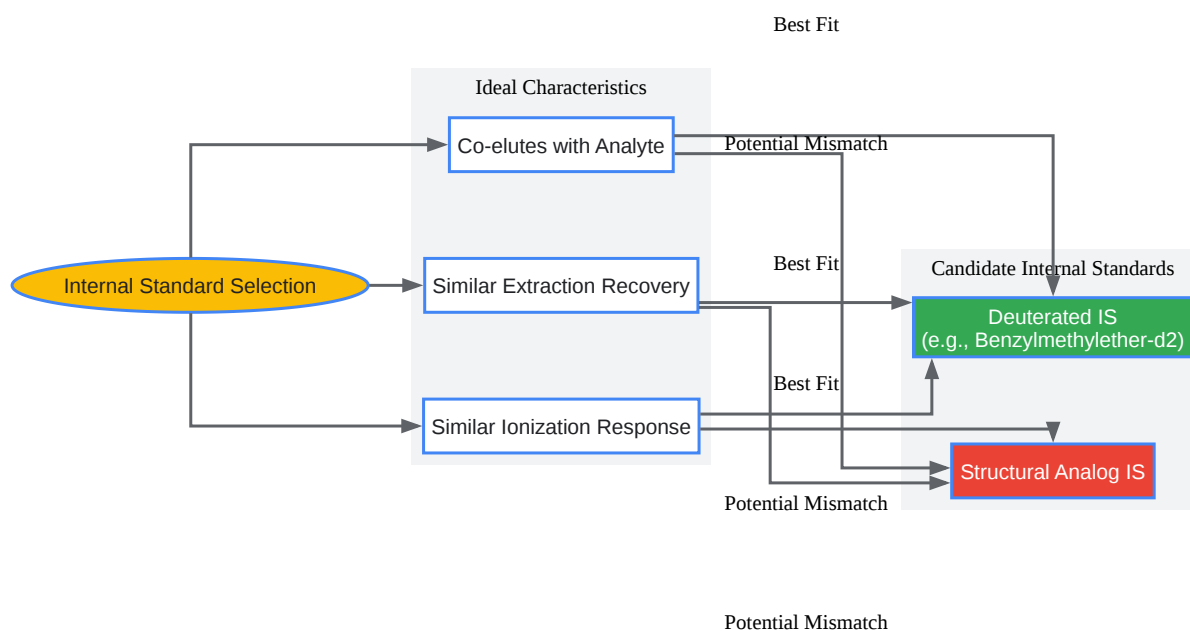 Best Fit
Ideal Characteristics
Co-elutes with Analyte
Potential Mismatch
Internal Standard Selection
Similar Extraction Recovery
Best Fit
Candidate Internal Standards
Deuterated IS
(e.g., Benzylmethylether-d2)
Best Fit
Similar Ionization Response
Structural Analog IS
Potential Mismatch
Potential Mismatch